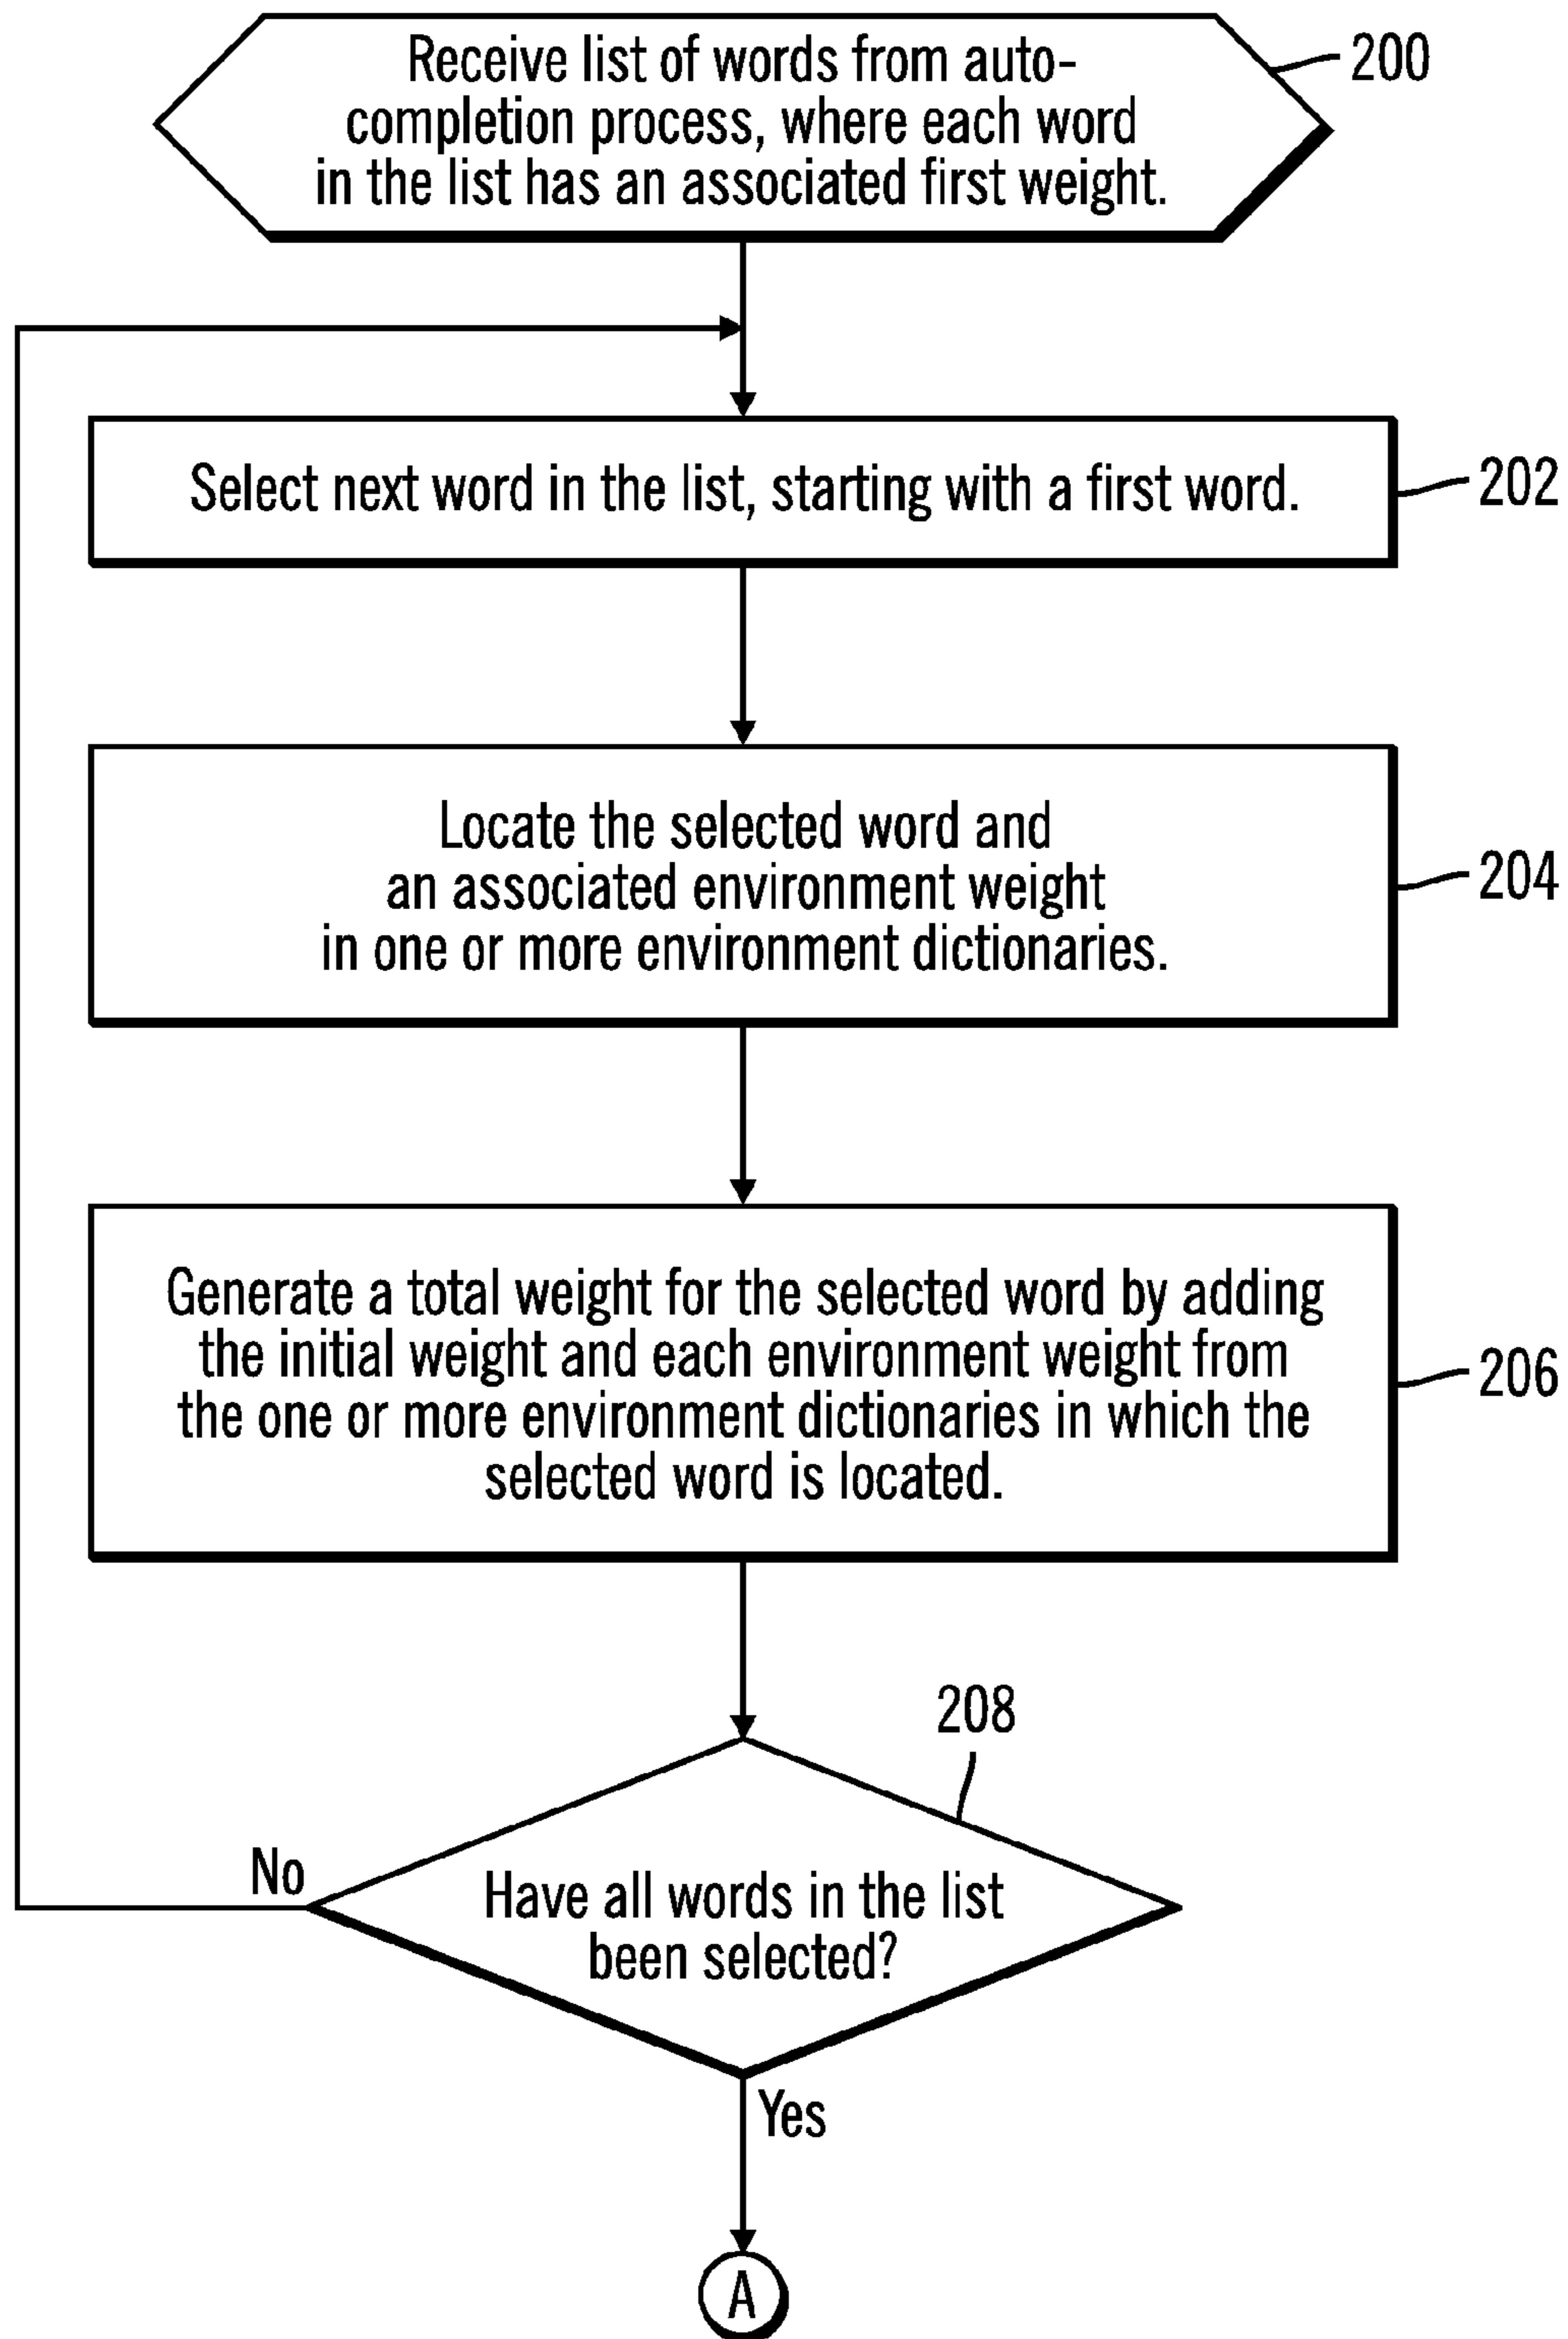 Receive list of words from auto-
completion process, where each word
in the list has an associated first weight.
200
Select next word in the list, starting with a first word.
202
Locate the selected word and
an associated environment weight
in one or more environment dictionaries.
204
Generate a total weight for the selected word by adding
the initial weight and each environment weight from
the one or more environment dictionaries in which the
selected word is located.
206
208
Have all words in the list
been selected?
No
Yes
A